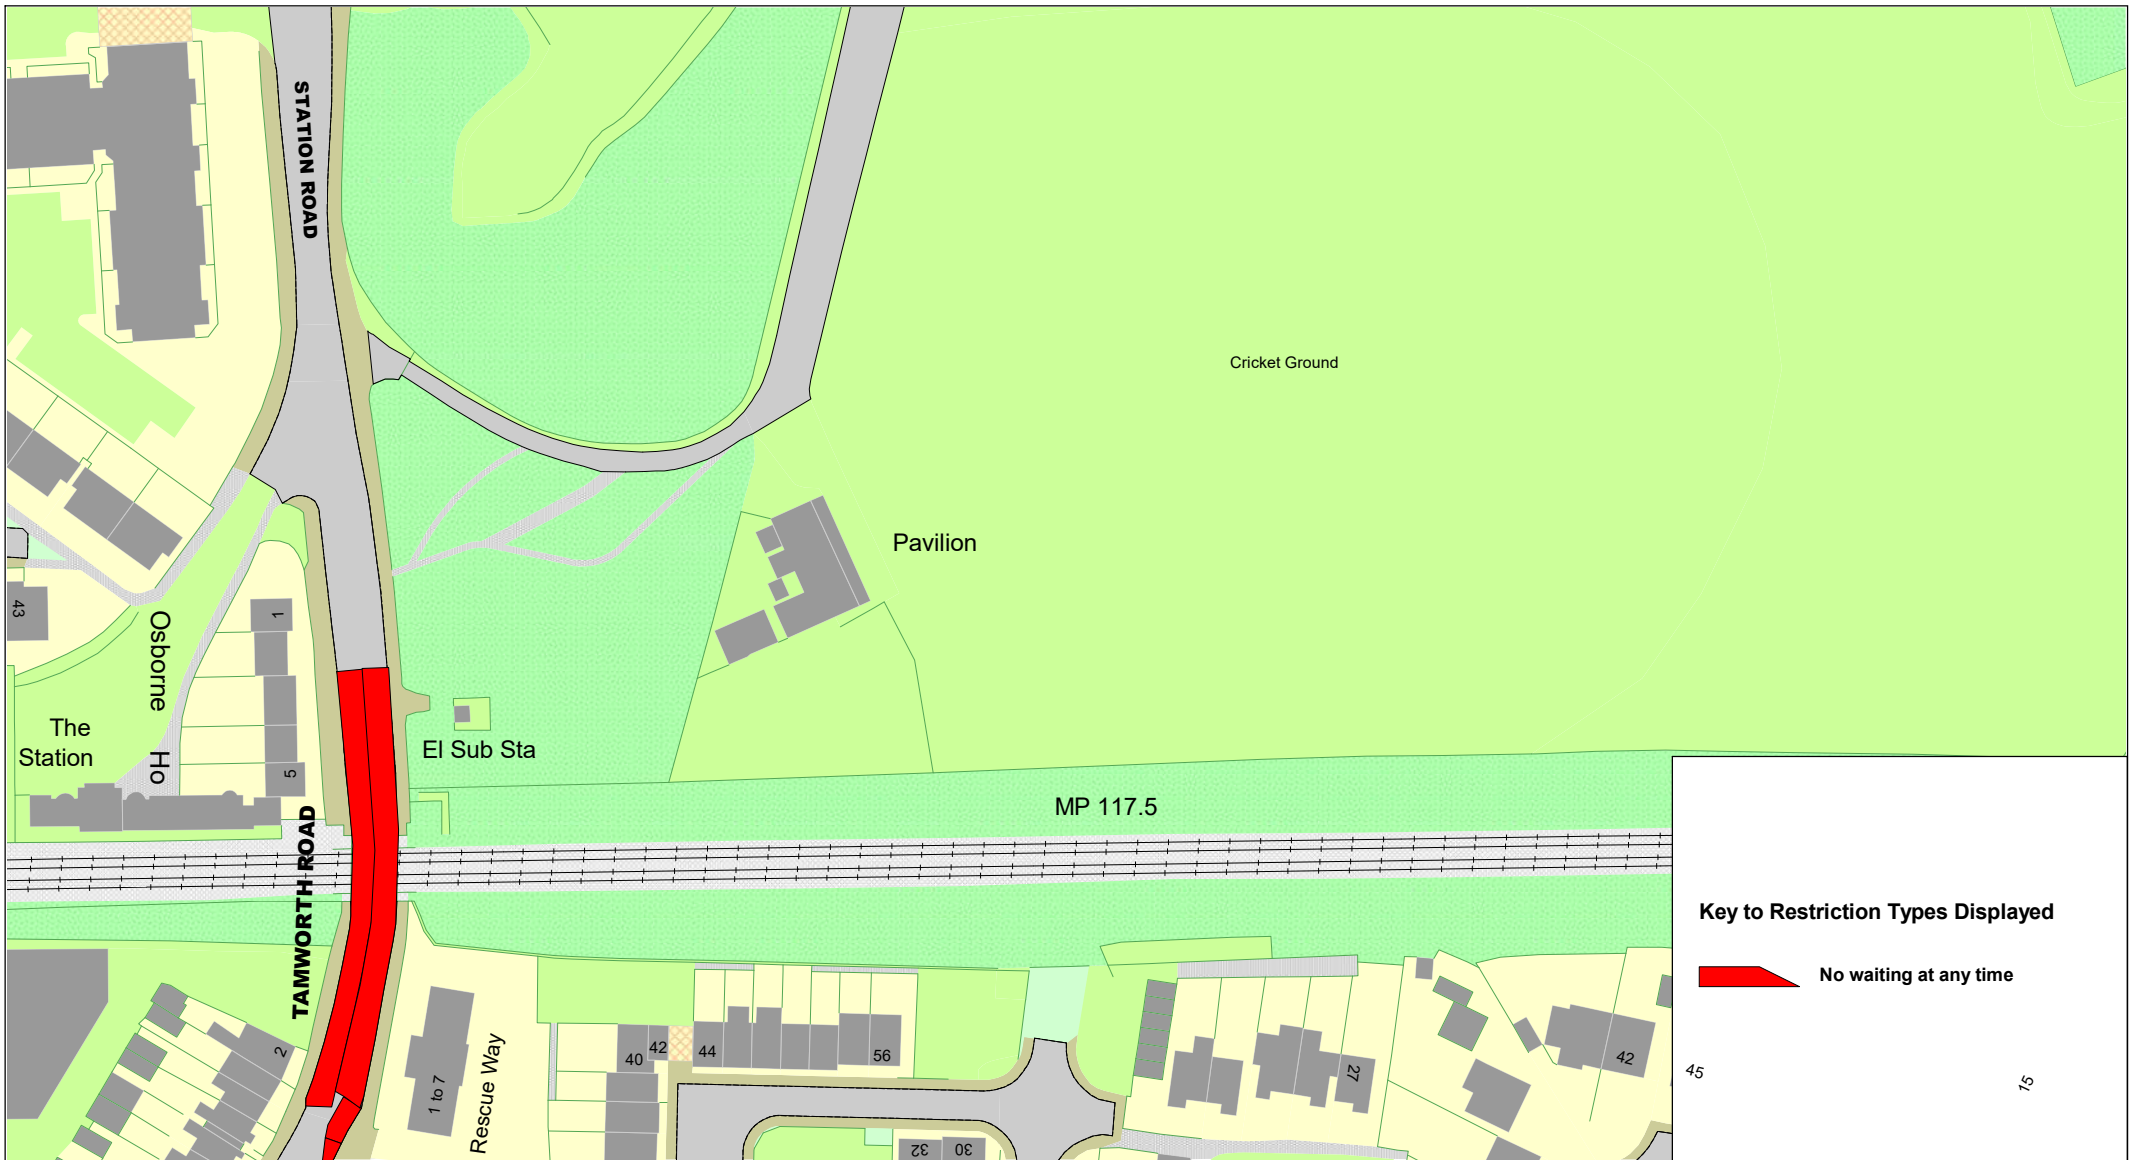 STATION ROAD
Cricket Ground
Pavilion
43
1
Osborne Ho
The
Station
5
El Sub Sta
MP 117.5
TAMWORTH ROAD
Key to Restriction Types Displayed
No waiting at any time
2
1 to 7
Rescue Way
40
42
44
56
27
42
45
15
32
30